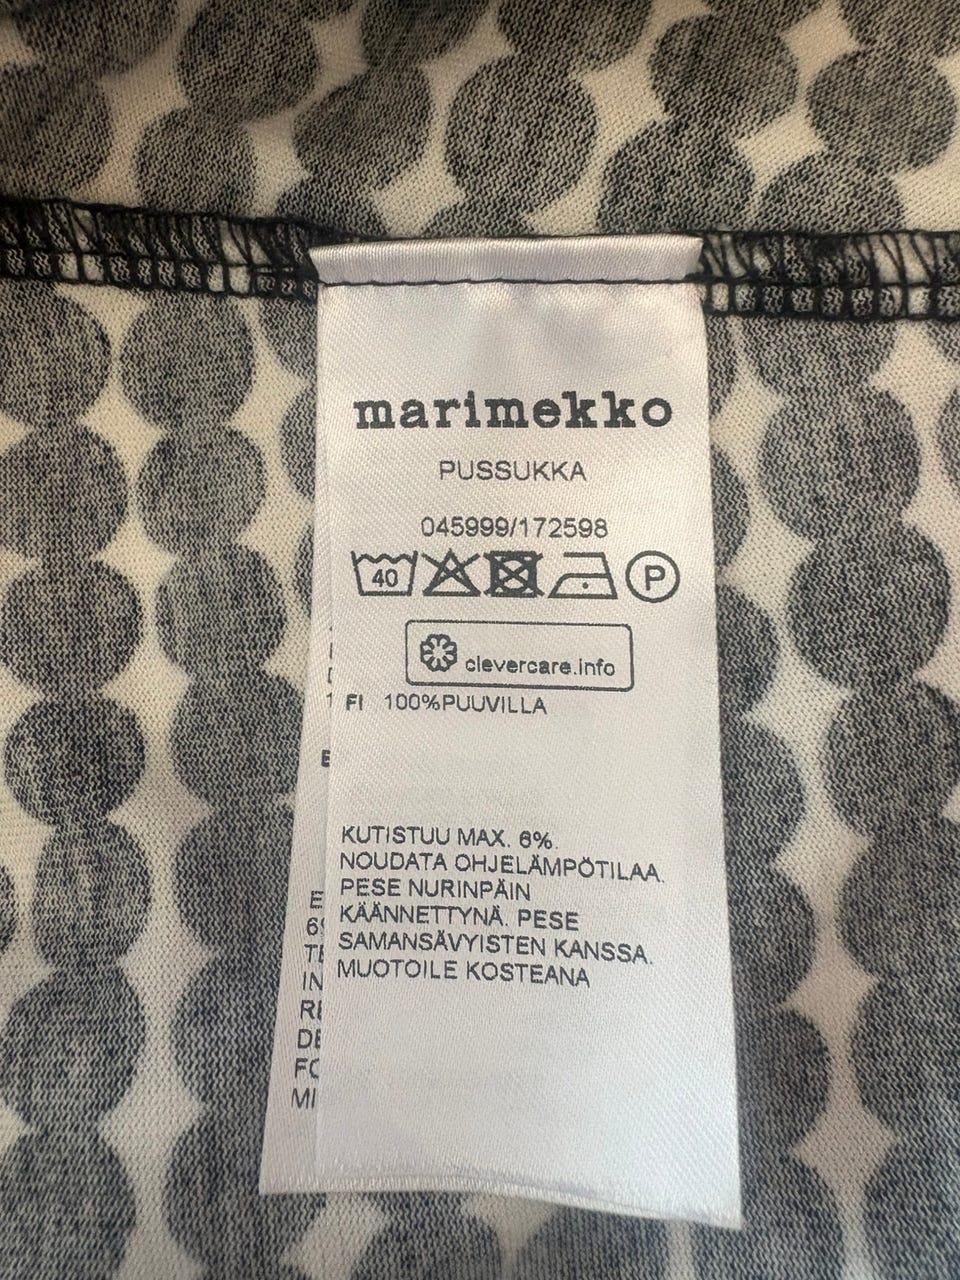 marimekko
PUSSUKKA
045999/172598
40 P
clevercare.info
FI 100%PUUVILLA
KUTISTUU MAX. 6%.
NOUDATA OHJELÄMPÖTILAA.
PESE NURINPÄIN
KÄÄNNETTYNÄ. PESE
SAMANSÄVYISTEN KANSSA.
MUOTOILE KOSTEANA